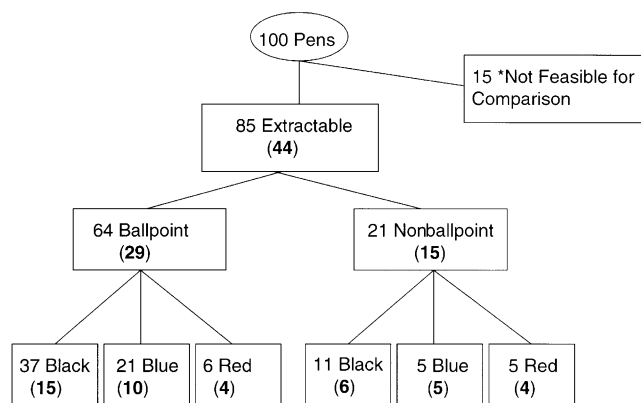 100 Pens
15 *Not Feasible for
Comparison
85 Extractable
(44)
64 Ballpoint
(29)
21 Nonballpoint
(15)
37 Black
(15)
21 Blue
(10)
6 Red
(4)
11 Black
(6)
5 Blue
(5)
5 Red
(4)